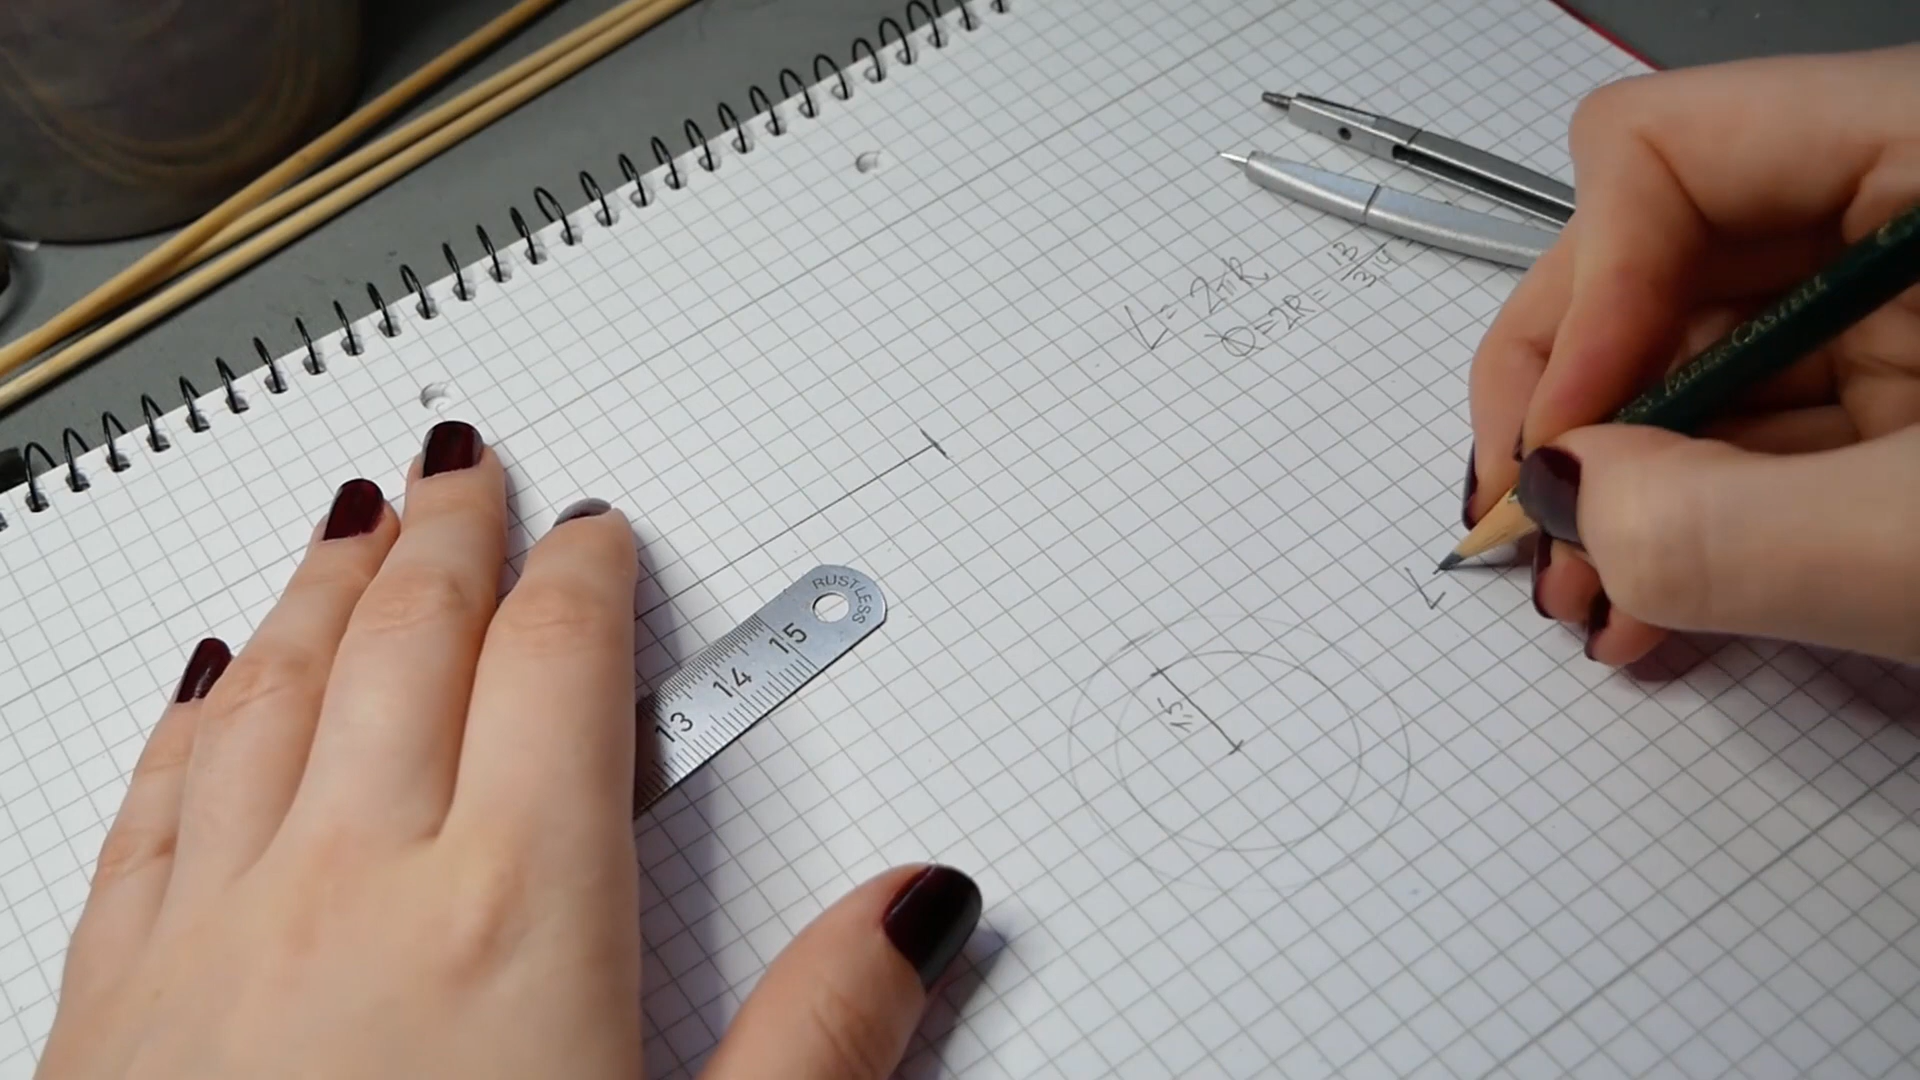 L = 2πR
D=2R= 13/3,14
1,5
L
RUSTLESS
13 14 15
FABER-CASTELL